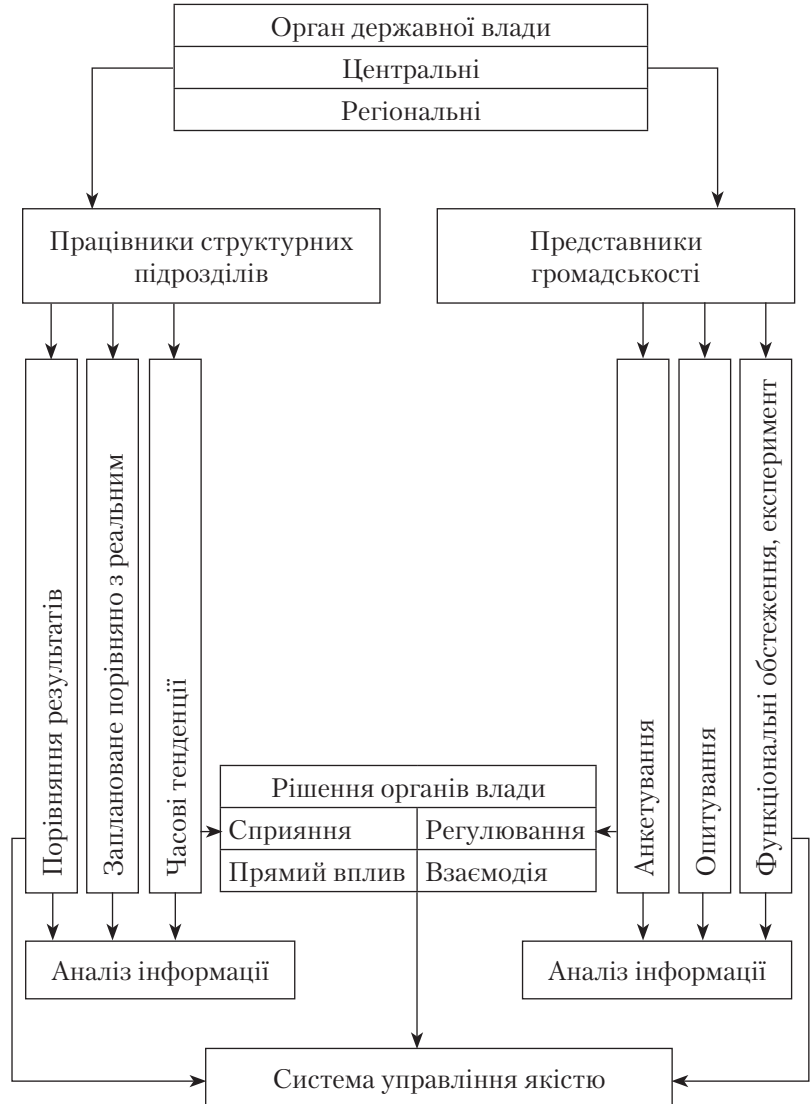 Орган державної влади
Центральні
Регіональні
Працівники структурних
підрозділів
Представники
громадськості
Порівняння результатів
Заплановане порівняно з реальним
Часові тенденції
Анкетування
Опитування
Функціональні обстеження, експеримент
Рішення органів влади
Сприяння
Регулювання
Прямий вплив
Взаємодія
Аналіз інформації
Аналіз інформації
Система управління якістю